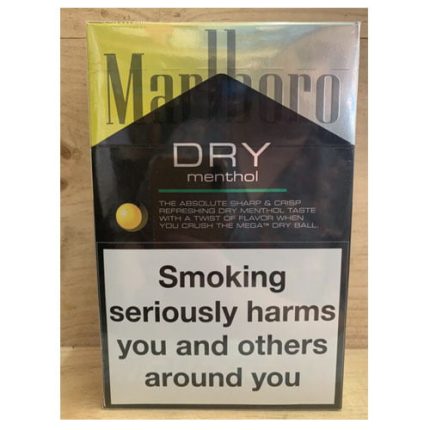 Marlboro
DRY
menthol
THE ABSOLUTE SHARP & CRISP
REFRESHING DRY MENTHOL TASTE
WITH A TWIST OF FLAVOR WHEN
YOU CRUSH THE MEGA™ DRY BALL
Smoking
seriously harms
you and others
around you